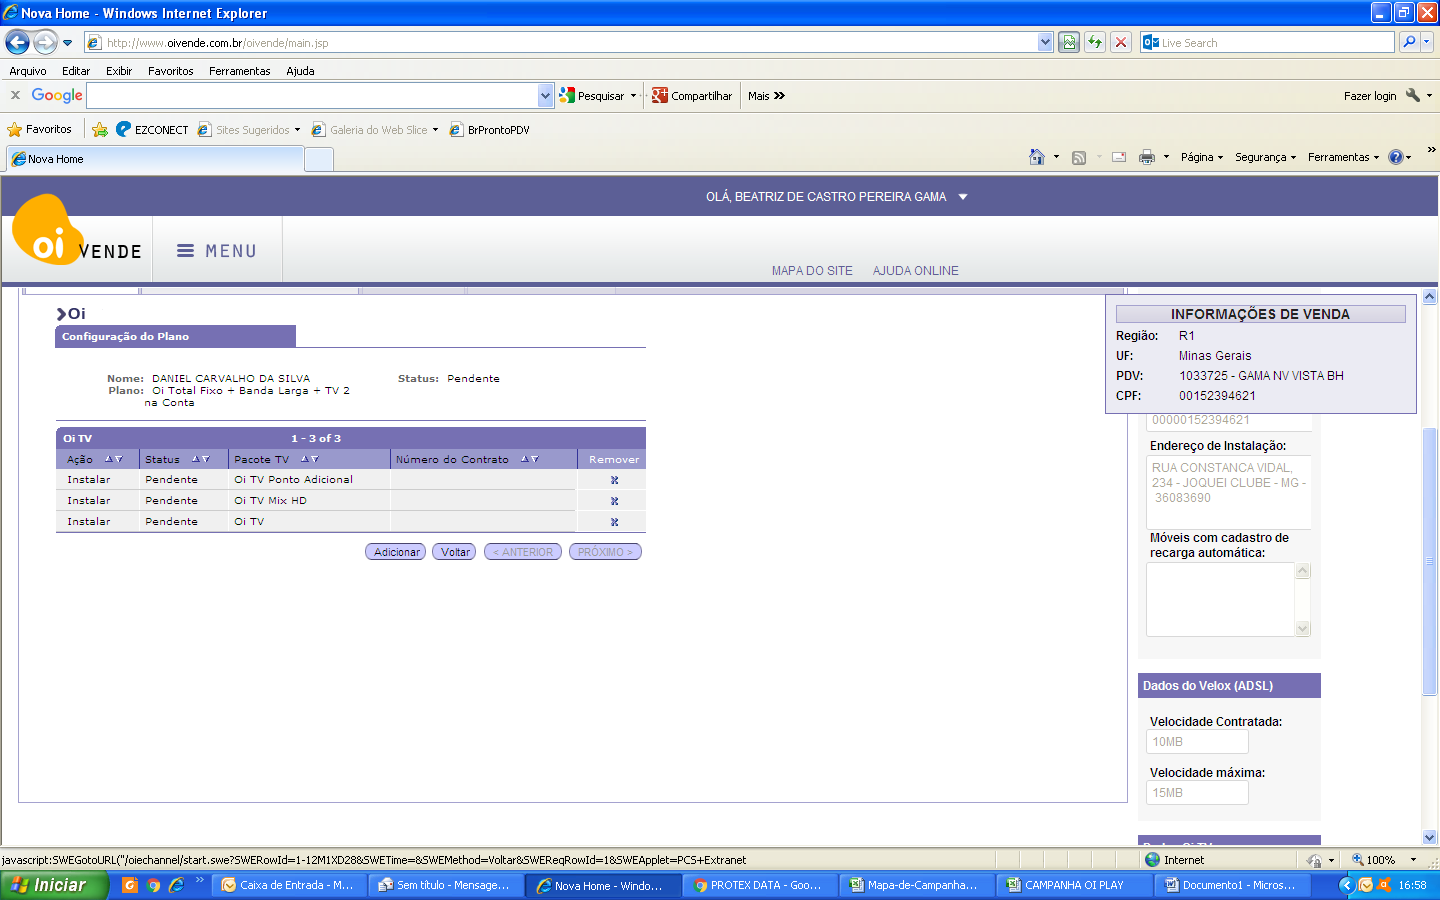 Nova Home - Windows Internet Explorer
http://www.oivende.com.br/oivende/main.jsp
Live Search
Arquivo Editar Exibir Favoritos Ferramentas Ajuda
x Google Pesquisar Compartilhar Mais >> Fazer login
Favoritos EZCONECT Sites Sugeridos Galeria do Web Slice BrProntoPDV
Nova Home Página Segurança Ferramentas
OLÁ, BEATRIZ DE CASTRO PEREIRA GAMA
oi VENDE MENU
MAPA DO SITE AJUDA ONLINE
Oi
Configuração do Plano
Nome: DANIEL CARVALHO DA SILVA Status: Pendente
Plano: Oi Total Fixo + Banda Larga + TV 2
na Conta
Oi TV 1 - 3 of 3
Ação Status Pacote TV Número do Contrato Remover
Instalar Pendente Oi TV Ponto Adicional
Instalar Pendente Oi TV Mix HD
Instalar Pendente Oi TV
Adicionar Voltar < ANTERIOR PRÓXIMO >
INFORMAÇÕES DE VENDA
Região: R1
UF: Minas Gerais
PDV: 1033725 - GAMA NV VISTA BH
CPF: 00152394621
00000152394621
Endereço de Instalação:
RUA CONSTANCA VIDAL,
234 - JOQUEI CLUBE - MG -
36083690
Móveis com cadastro de
recarga automática:
Dados do Velox (ADSL)
Velocidade Contratada:
10MB
Velocidade máxima:
15MB
javascript:SWEGotoURL("/oiechannel/start.swe?SWERowId=1-12M1XD28&SWETime=&SWEMethod=Voltar&SWEReqRowId=1&SWEApplet=PCS+Extranet
Internet 100%
Iniciar Caixa de Entrada - M... Sem título - Mensage... Nova Home - Windo... PROTEX DATA - Goo... Mapa-de-Campanha... CAMPANHA OI PLAY Documento1 - Micros... 16:58